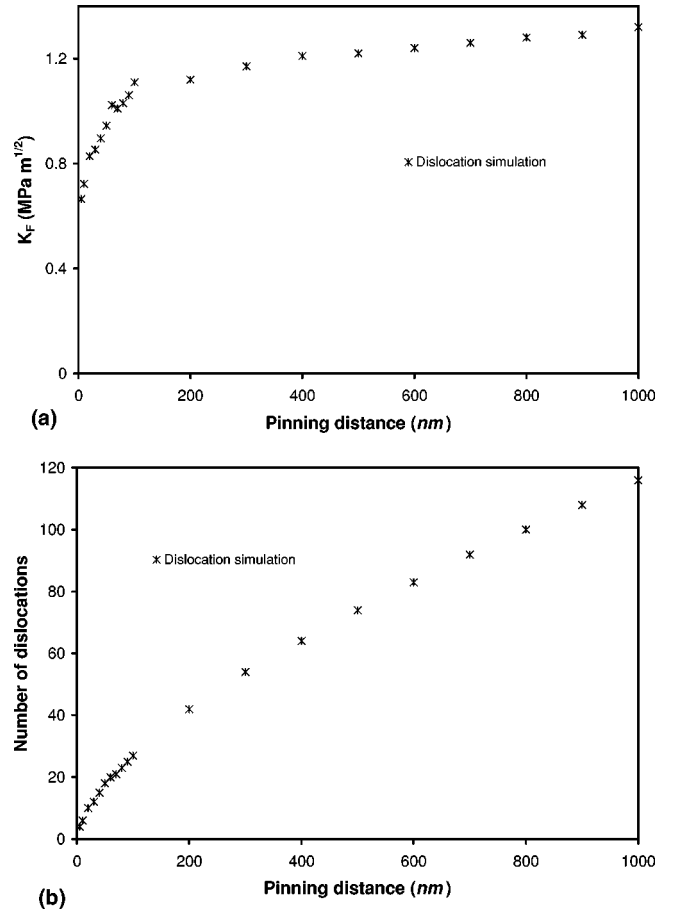 1.2
0.8
0.4
0
K_F (MPa m^1/2)
✳ Dislocation simulation
0 200 400 600 800 1000
Pinning distance (nm)
(a)
120
100
80
60
40
20
0
Number of dislocations
✳ Dislocation simulation
0 200 400 600 800 1000
Pinning distance (nm)
(b)